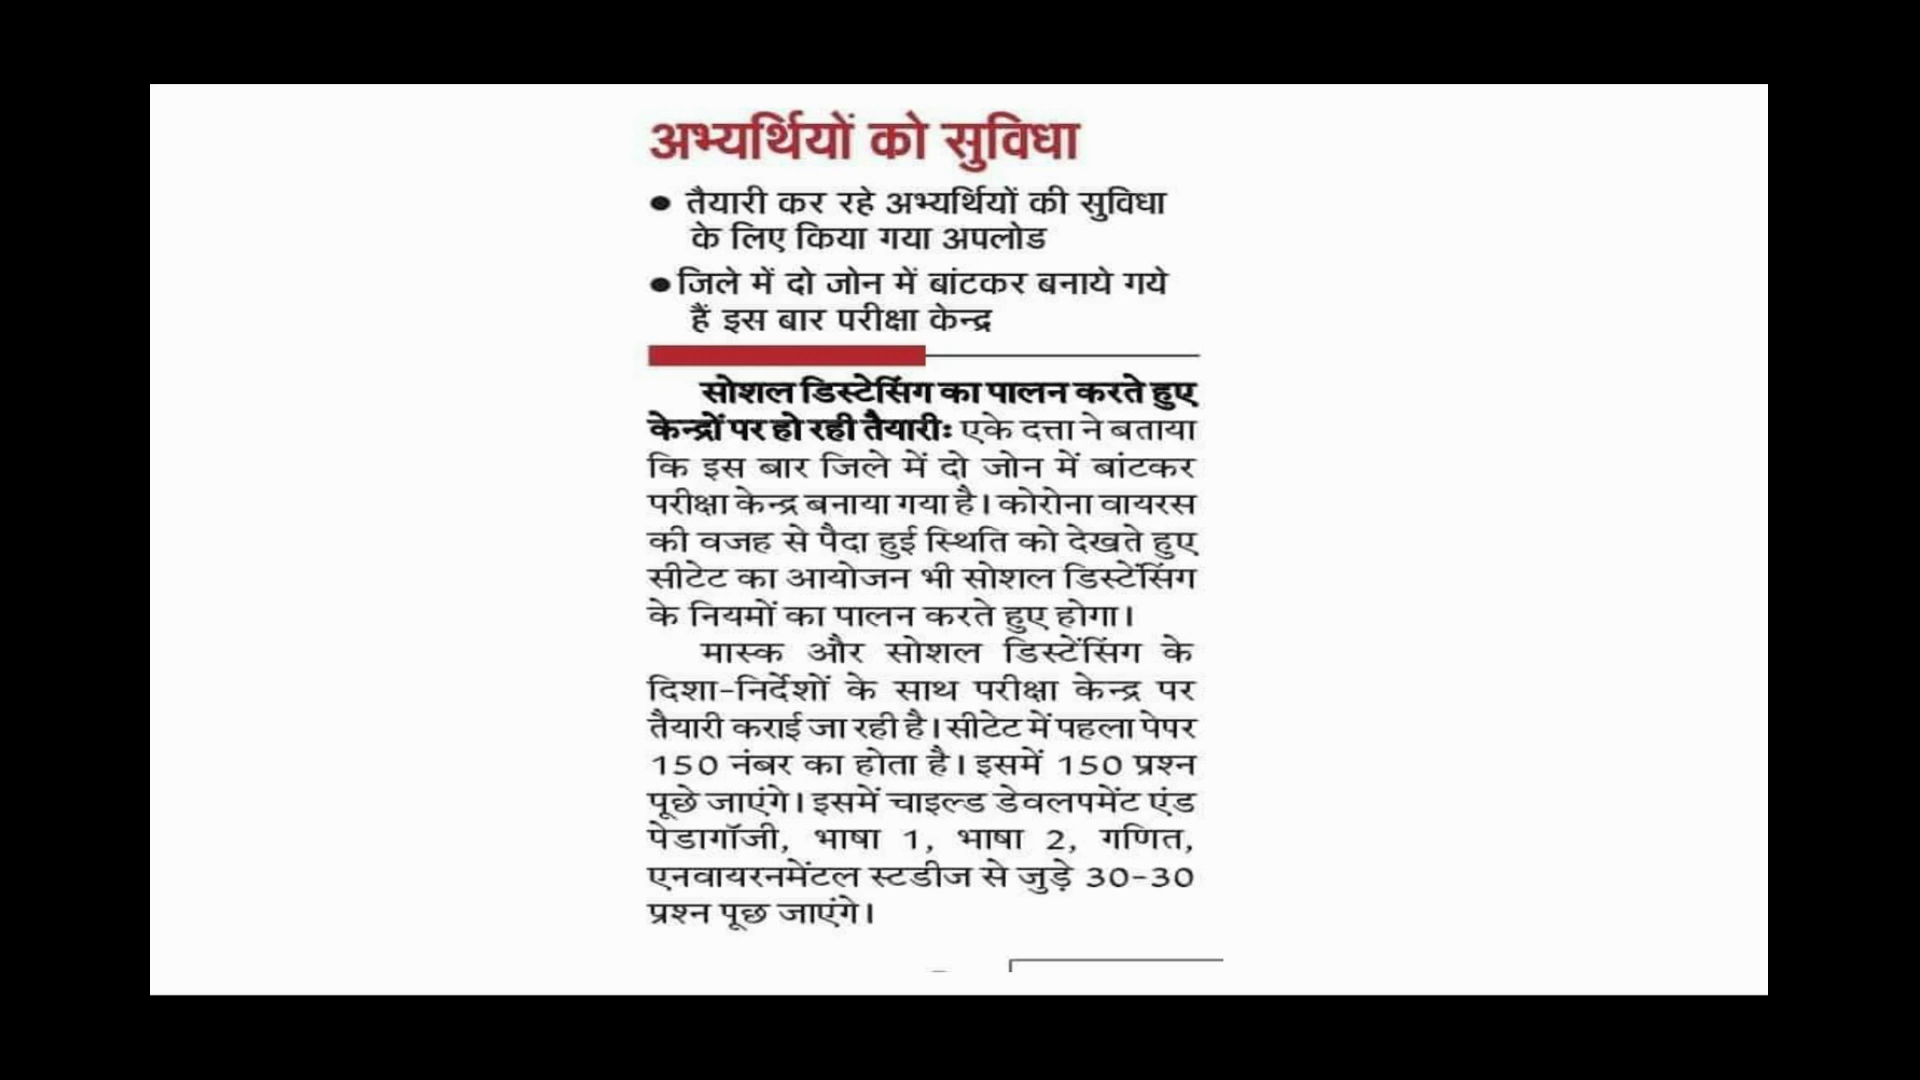 अभ्यर्थियों को सुविधा
● तैयारी कर रहे अभ्यर्थियों की सुविधा
के लिए किया गया अपलोड
● जिले में दो जोन में बांटकर बनाये गये
हैं इस बार परीक्षा केन्द्र
सोशल डिस्टेसिंग का पालन करते हुए
केन्द्रों पर हो रही तैयारीः एके दत्ता ने बताया
कि इस बार जिले में दो जोन में बांटकर
परीक्षा केन्द्र बनाया गया है। कोरोना वायरस
की वजह से पैदा हुई स्थिति को देखते हुए
सीटेट का आयोजन भी सोशल डिस्टेंसिंग
के नियमों का पालन करते हुए होगा।
मास्क और सोशल डिस्टेंसिंग के
दिशा-निर्देशों के साथ परीक्षा केन्द्र पर
तैयारी कराई जा रही है। सीटेट में पहला पेपर
150 नंबर का होता है। इसमें 150 प्रश्न
पूछे जाएंगे। इसमें चाइल्ड डेवलपमेंट एंड
पेडागॉजी, भाषा 1, भाषा 2, गणित,
एनवायरनमेंटल स्टडीज से जुड़े 30-30
प्रश्न पूछ जाएंगे।